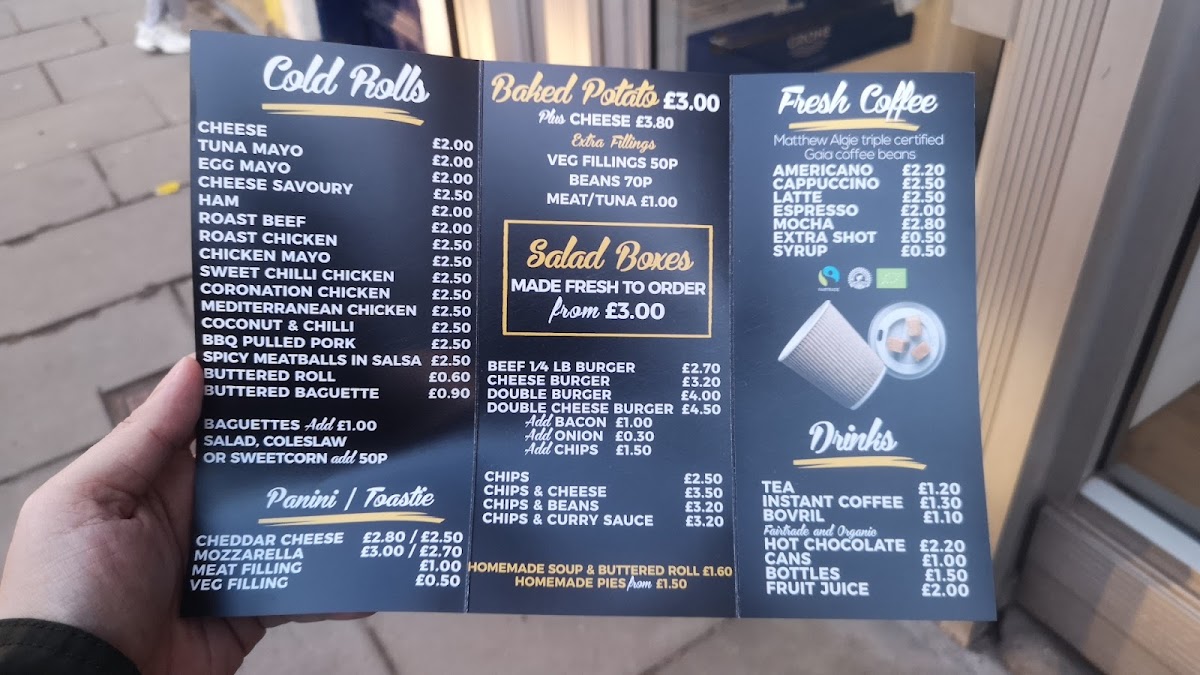 Cold Rolls
CHEESE £2.00
TUNA MAYO £2.00
EGG MAYO £2.00
CHEESE SAVOURY £2.50
HAM £2.00
ROAST BEEF £2.00
ROAST CHICKEN £2.50
CHICKEN MAYO £2.50
SWEET CHILLI CHICKEN £2.50
CORONATION CHICKEN £2.50
MEDITERRANEAN CHICKEN £2.50
COCONUT & CHILLI £2.50
BBQ PULLED PORK £2.50
SPICY MEATBALLS IN SALSA £2.50
BUTTERED ROLL £0.60
BUTTERED BAGUETTE £0.90
BAGUETTES Add £1.00
SALAD, COLESLAW
OR SWEETCORN add 50P
Panini / Toastie
CHEDDAR CHEESE £2.80 / £2.50
MOZZARELLA £3.00 / £2.70
MEAT FILLING £1.00
VEG FILLING £0.50
Baked Potato £3.00
Plus CHEESE £3.80
Extra Fillings
VEG FILLINGS 50P
BEANS 70P
MEAT/TUNA £1.00
Salad Boxes
MADE FRESH TO ORDER
from £3.00
BEEF 1/4 LB BURGER £2.70
CHEESE BURGER £3.20
DOUBLE BURGER £4.00
DOUBLE CHEESE BURGER £4.50
Add BACON £1.00
Add ONION £0.30
Add CHIPS £1.50
CHIPS £2.50
CHIPS & CHEESE £3.50
CHIPS & BEANS £3.20
CHIPS & CURRY SAUCE £3.20
HOMEMADE SOUP & BUTTERED ROLL £1.60
HOMEMADE PIES from £1.50
Fresh Coffee
Matthew Algie triple certified
Gaia coffee beans
AMERICANO £2.20
CAPPUCCINO £2.50
LATTE £2.50
ESPRESSO £2.00
MOCHA £2.80
EXTRA SHOT £0.50
SYRUP £0.50
FAIRTRADE
Drinks
TEA £1.20
INSTANT COFFEE £1.30
BOVRIL £1.10
Fairtrade and Organic
HOT CHOCOLATE £2.20
CANS £1.00
BOTTLES £1.50
FRUIT JUICE £2.00